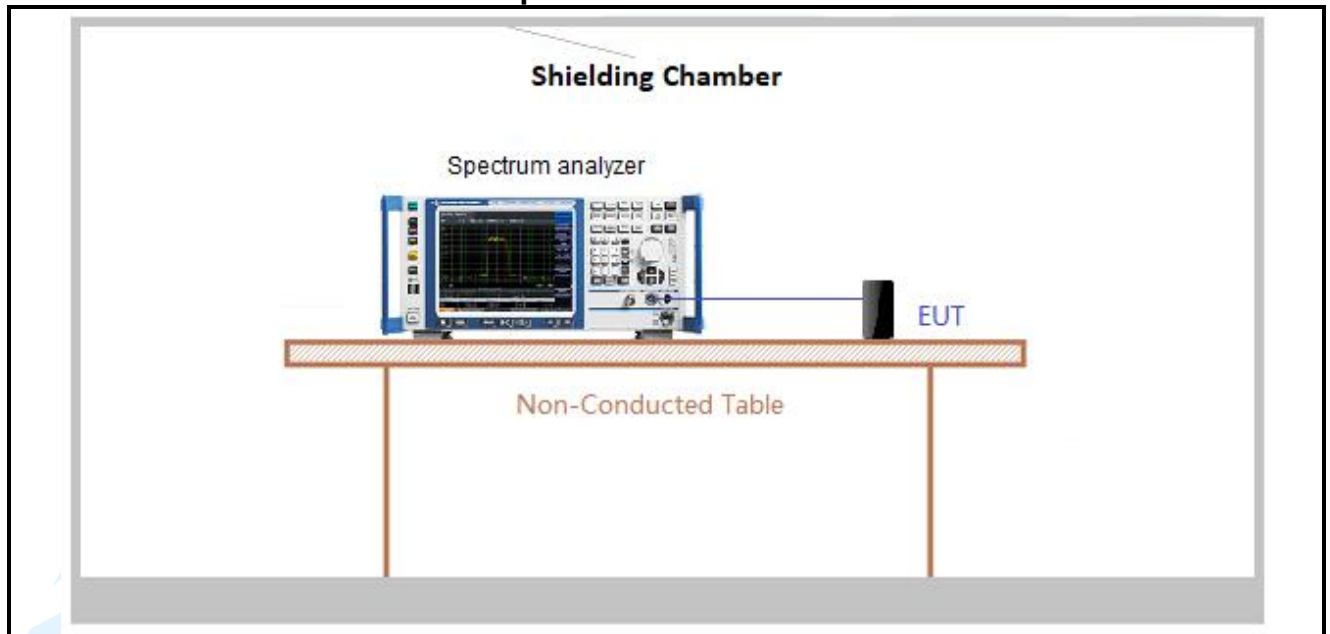 Shielding Chamber
Spectrum analyzer
EUT
Non-Conducted Table